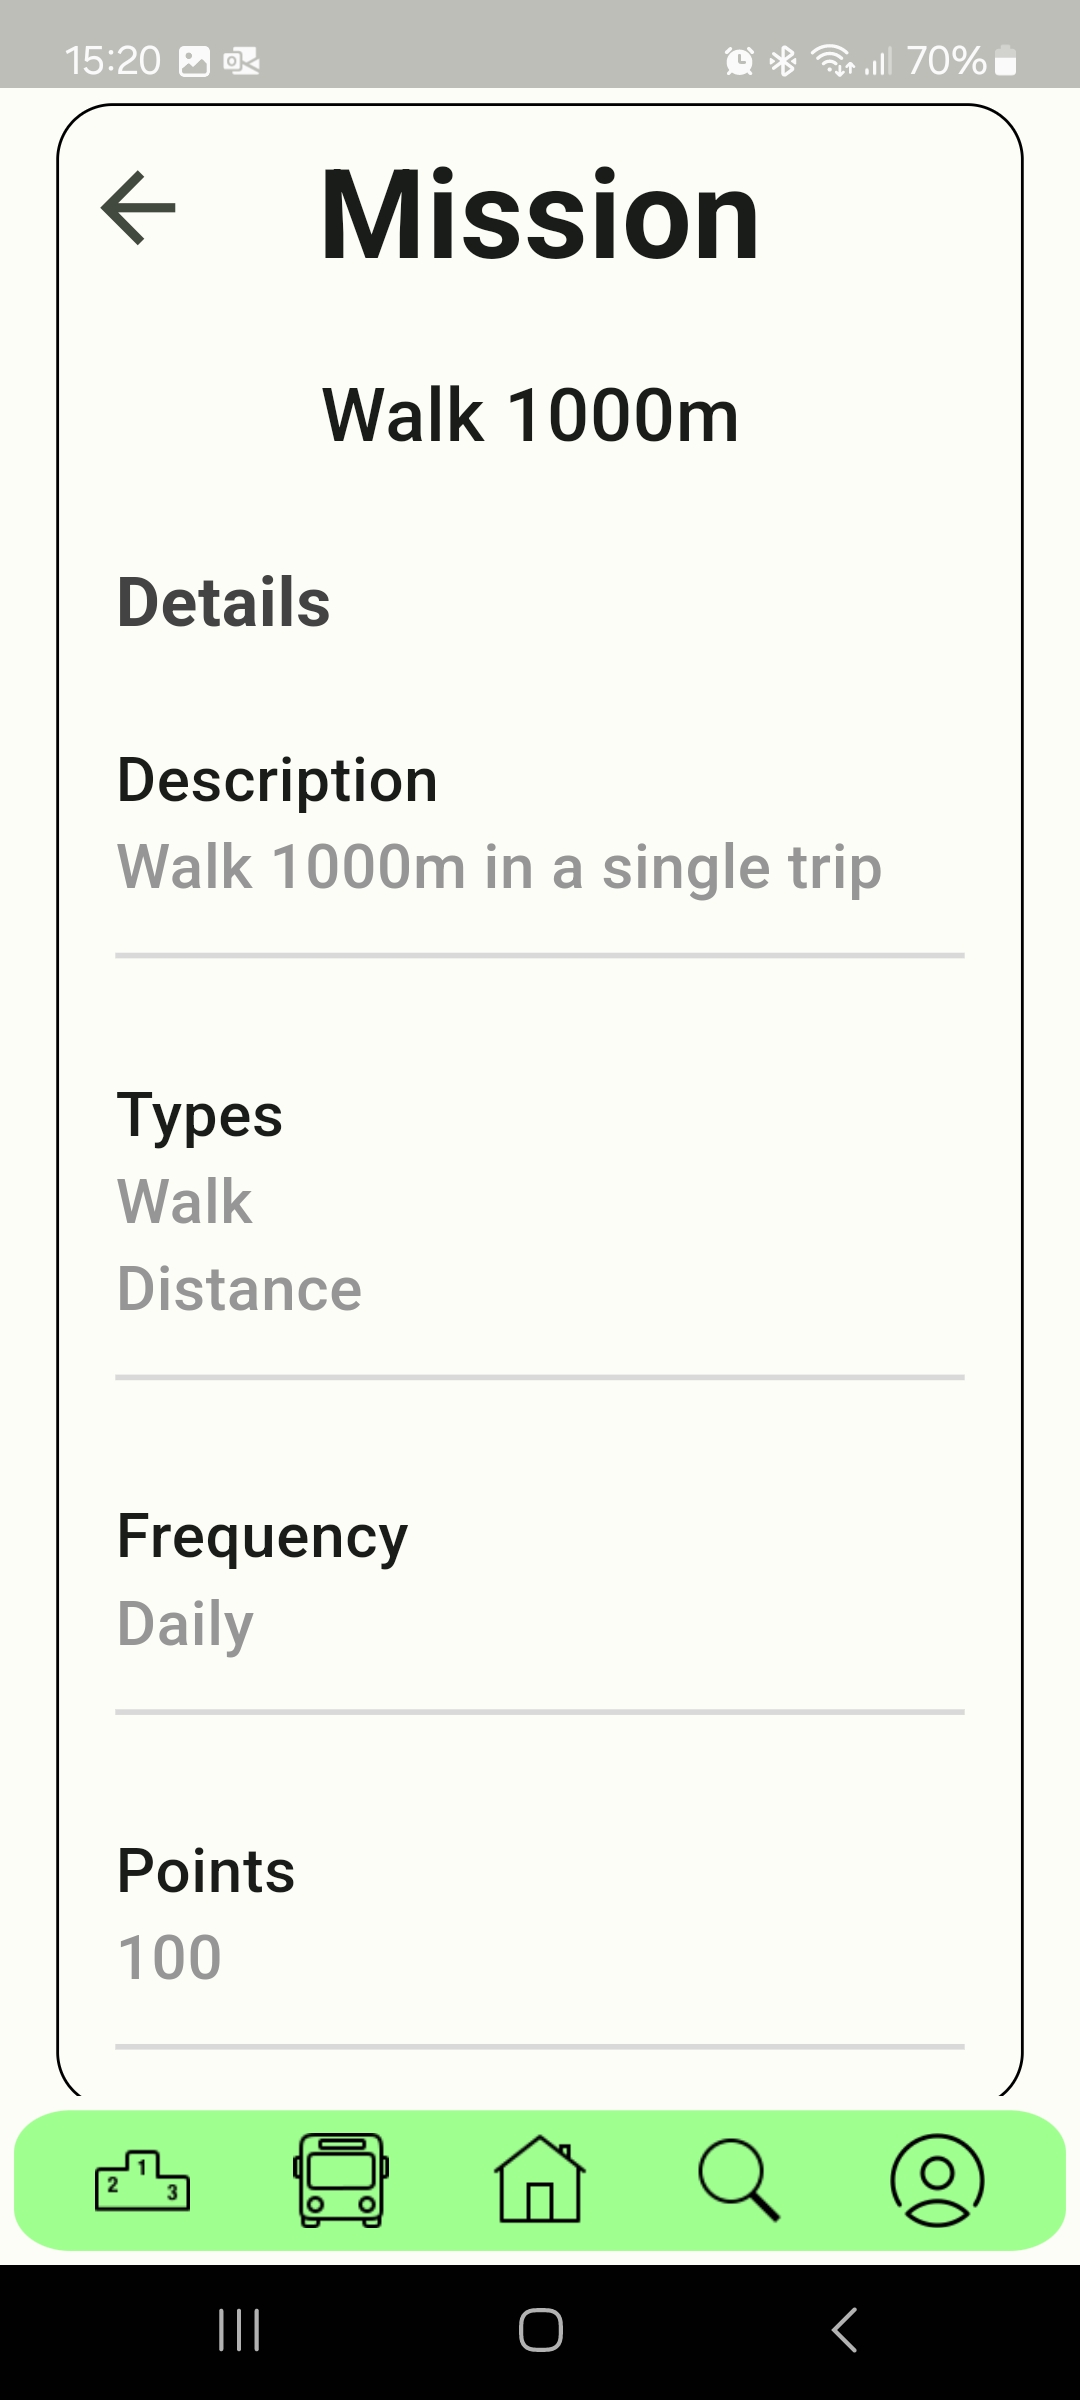 15:20 70%
Mission
Walk 1000m
Details
Description
Walk 1000m in a single trip
Types
Walk
Distance
Frequency
Daily
Points
100
2 1 3